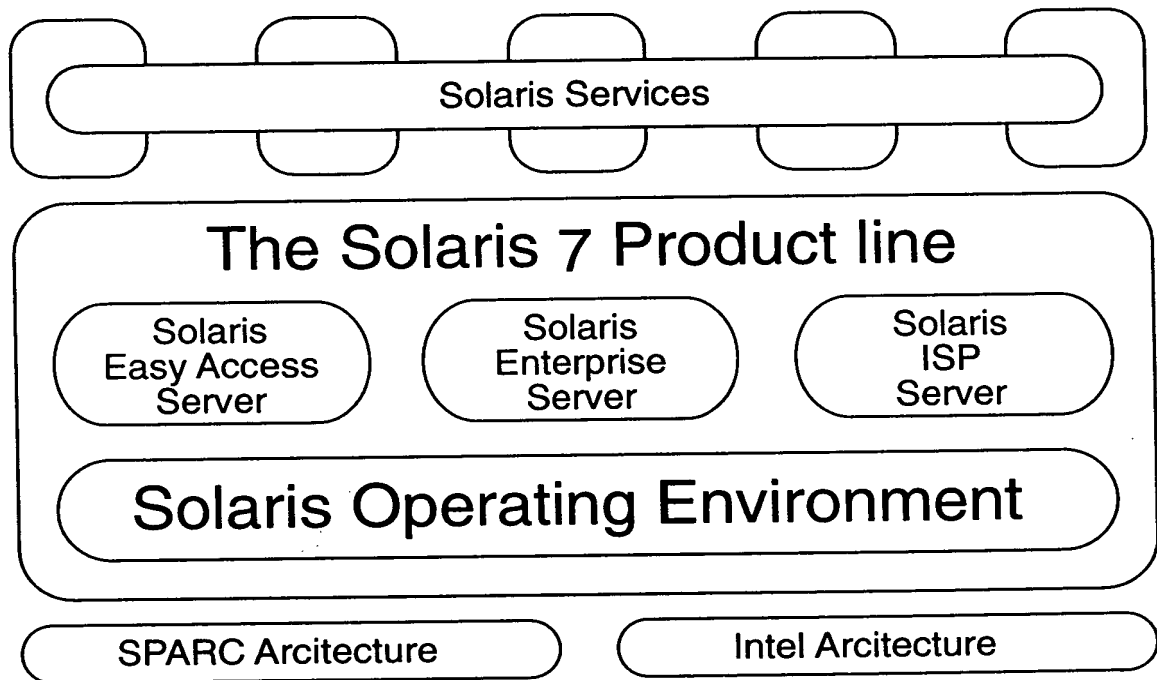 Solaris Services
The Solaris 7 Product line
Solaris
Easy Access
Server
Solaris
Enterprise
Server
Solaris
ISP
Server
Solaris Operating Environment
SPARC Arcitecture
Intel Arcitecture